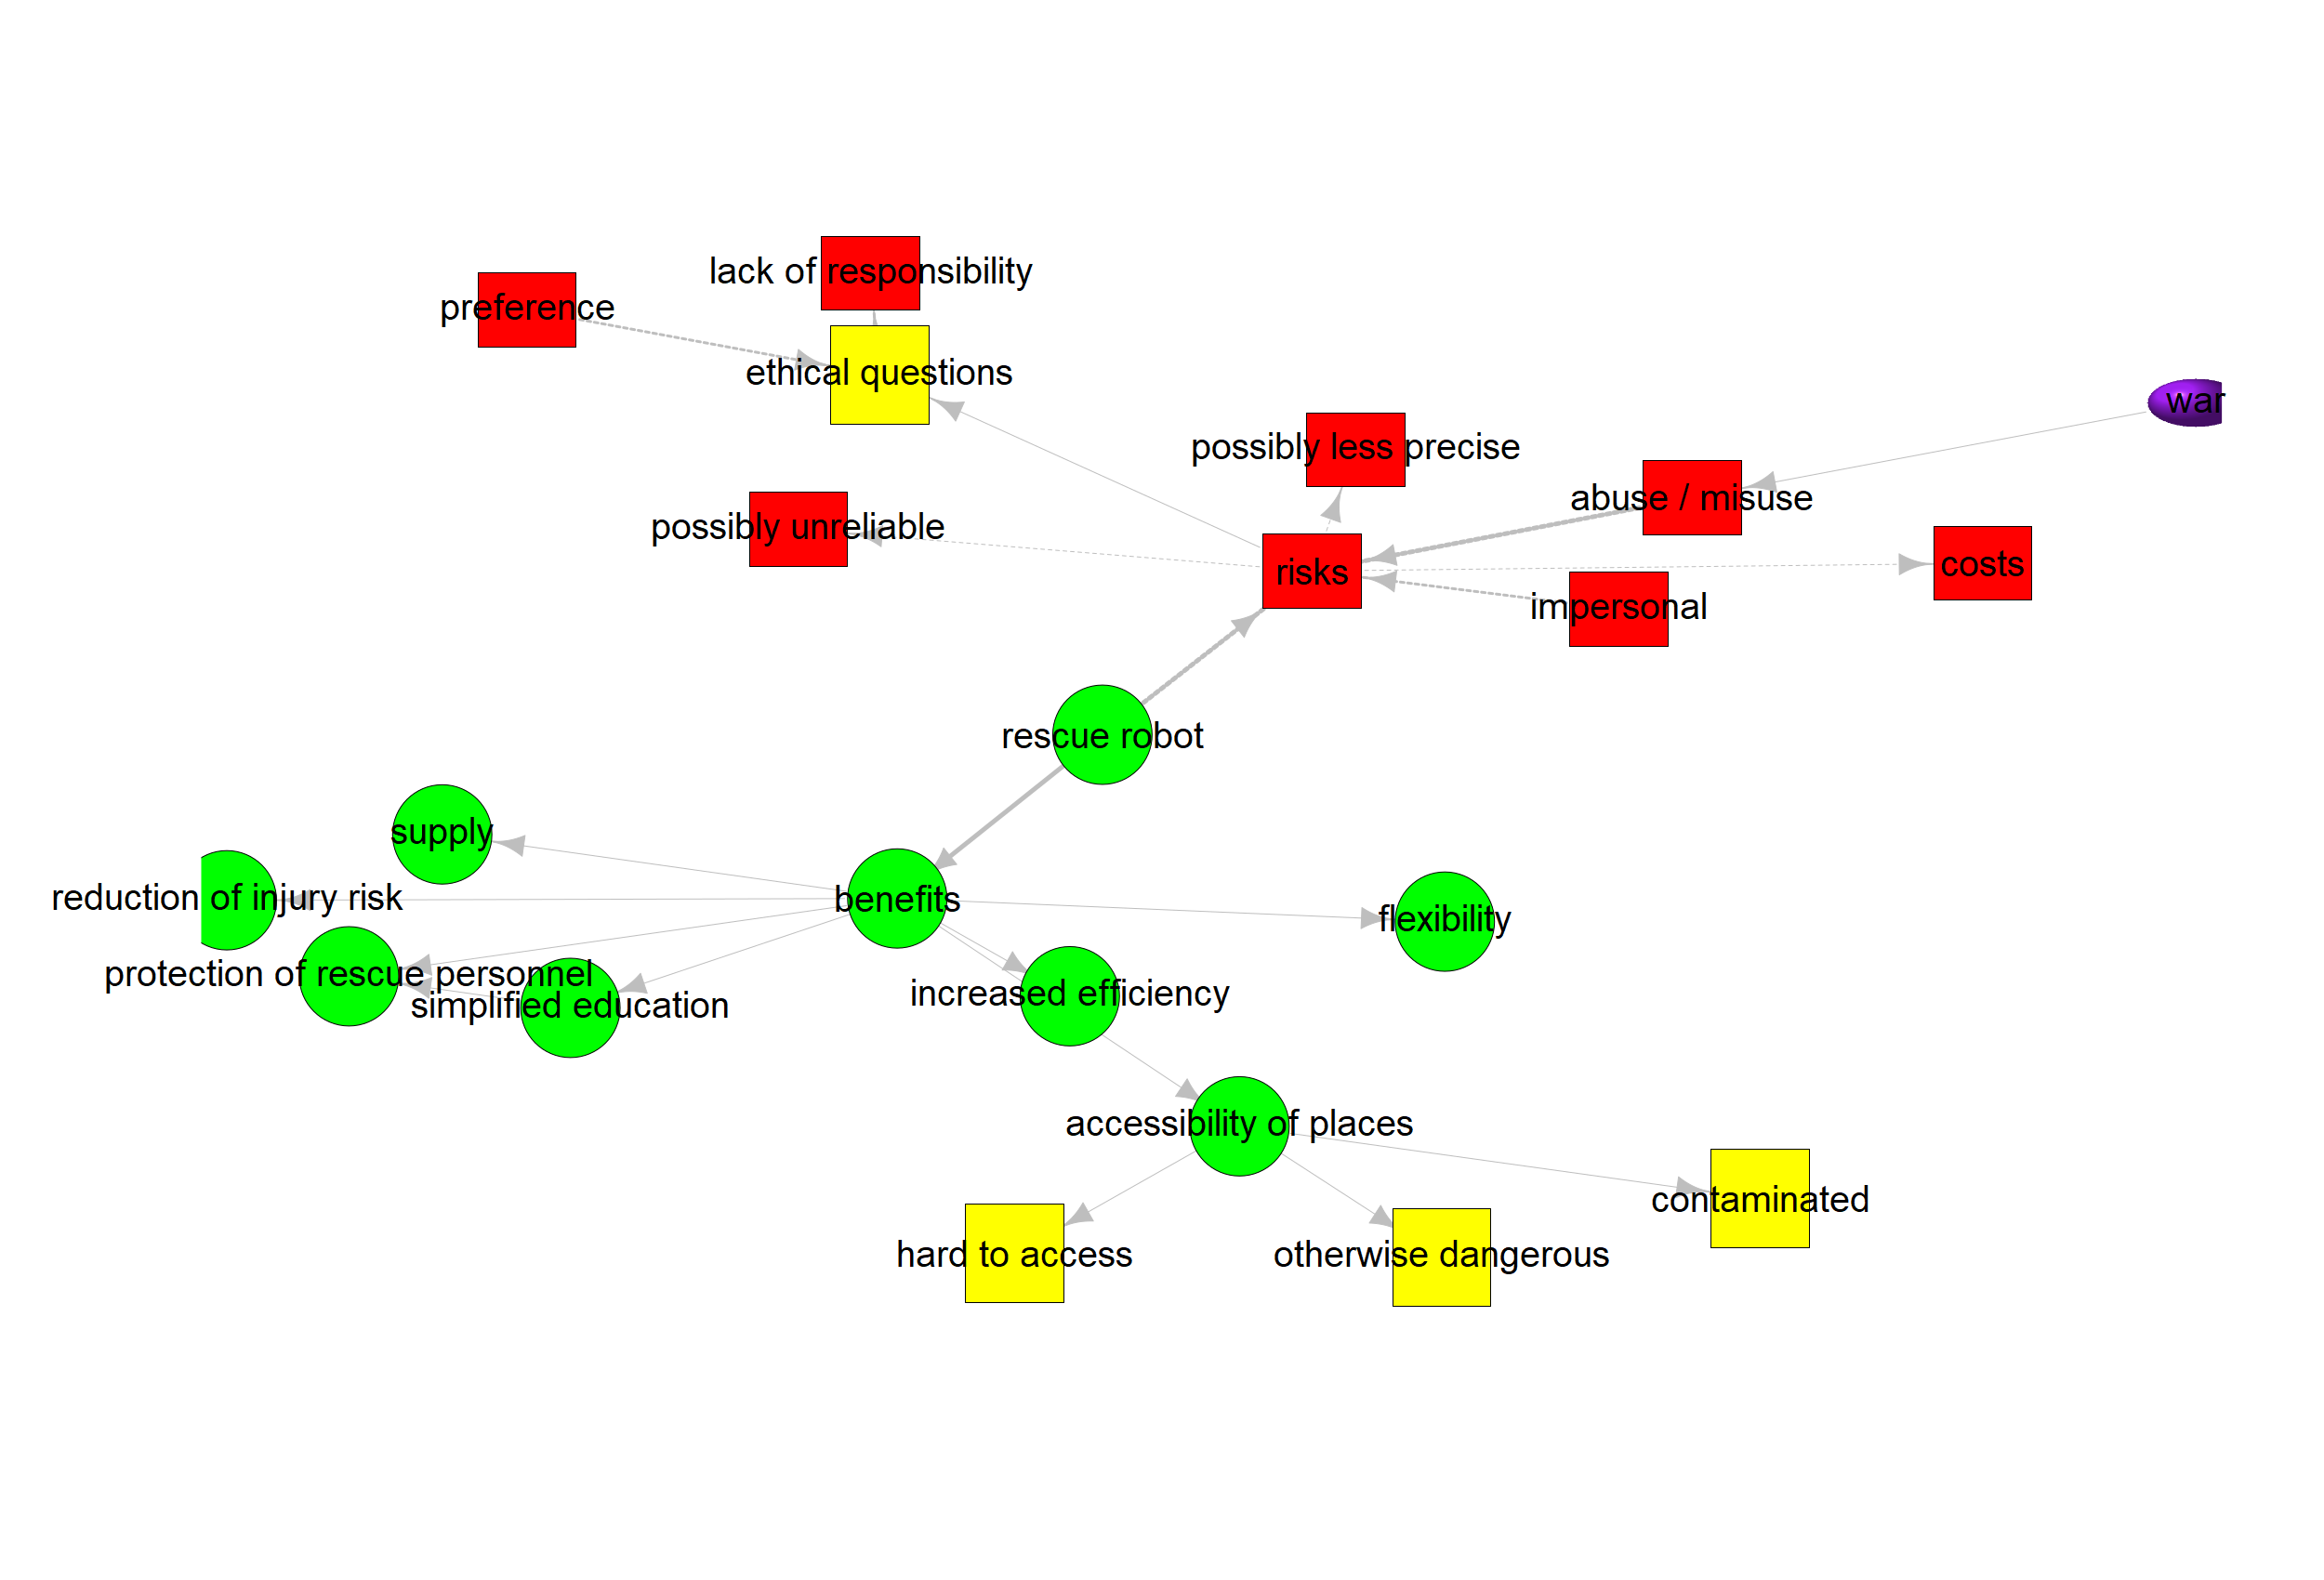 lack of responsibility
preference
ethical questions
war
possibly less precise
abuse / misuse
possibly unreliable
costs
risks
impersonal
rescue robot
supply
reduction of injury risk
benefits
flexibility
protection of rescue personnel
increased efficiency
simplified education
accessibility of places
contaminated
hard to access
otherwise dangerous